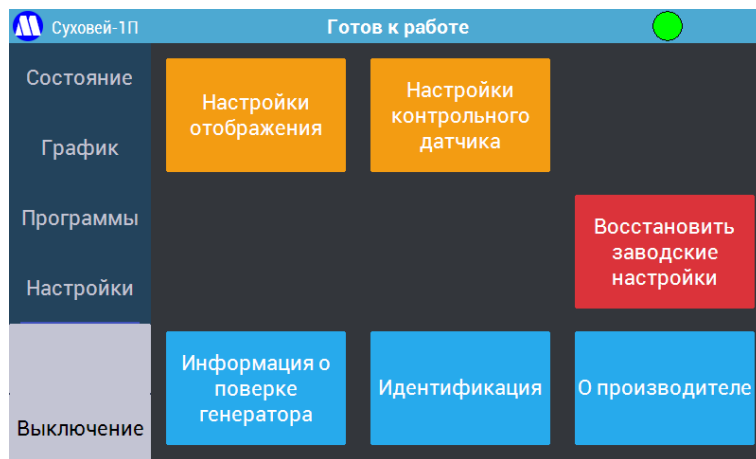 Суховей-1П
Готов к работе
Состояние
График
Программы
Настройки
Выключение
Настройки
отображения
Настройки
контрольного
датчика
Восстановить
заводские
настройки
Информация о
поверке
генератора
Идентификация
О производителе